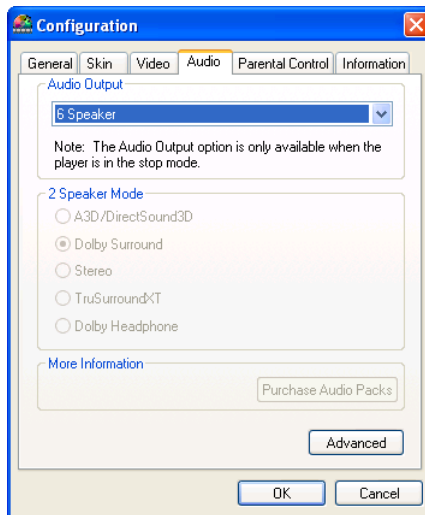 Configuration
General Skin Video Audio Parental Control Information
Audio Output
6 Speaker
Note: The Audio Output option is only available when the
player is in the stop mode.
2 Speaker Mode
A3D/DirectSound3D
Dolby Surround
Stereo
TruSurroundXT
Dolby Headphone
More Information
Purchase Audio Packs
Advanced
OK Cancel